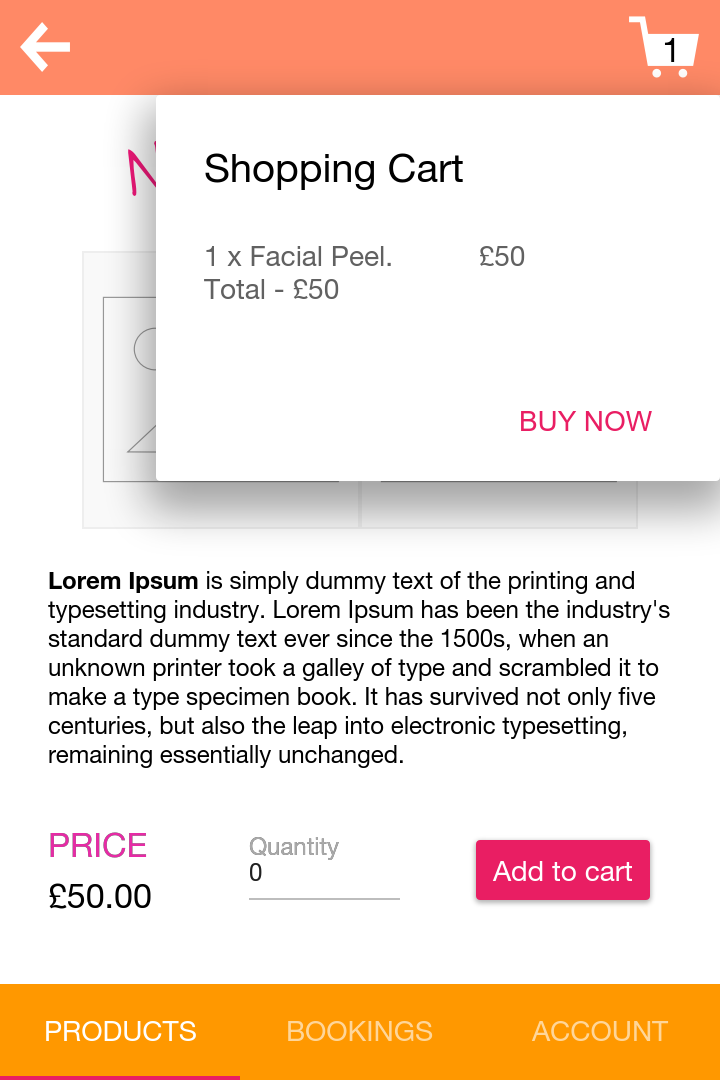 1
Shopping Cart
1 x Facial Peel. £50
Total - £50
BUY NOW
Lorem Ipsum is simply dummy text of the printing and
typesetting industry. Lorem Ipsum has been the industry's
standard dummy text ever since the 1500s, when an
unknown printer took a galley of type and scrambled it to
make a type specimen book. It has survived not only five
centuries, but also the leap into electronic typesetting,
remaining essentially unchanged.
PRICE
£50.00
Quantity
0
Add to cart
PRODUCTS BOOKINGS ACCOUNT